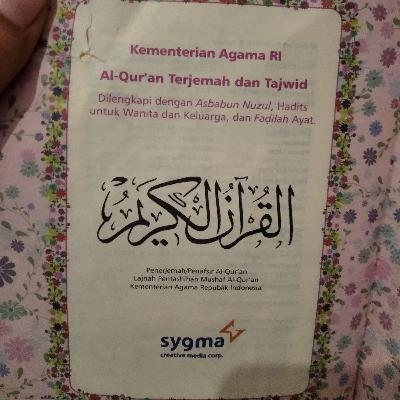 Kementerian Agama RI
Al-Qur'an Terjemah dan Tajwid
Dilengkapi dengan Asbabun Nuzul, Hadits
untuk Wanita dan Keluarga, dan Faḍilah Ayat.
القرآن الكريم
Penerjemah/Penafsir Al-Qur'an
Lajnah Pentashihan Mushaf Al-Qur'an
Kementerian Agama Republik Indonesia
sygma
creative media corp.